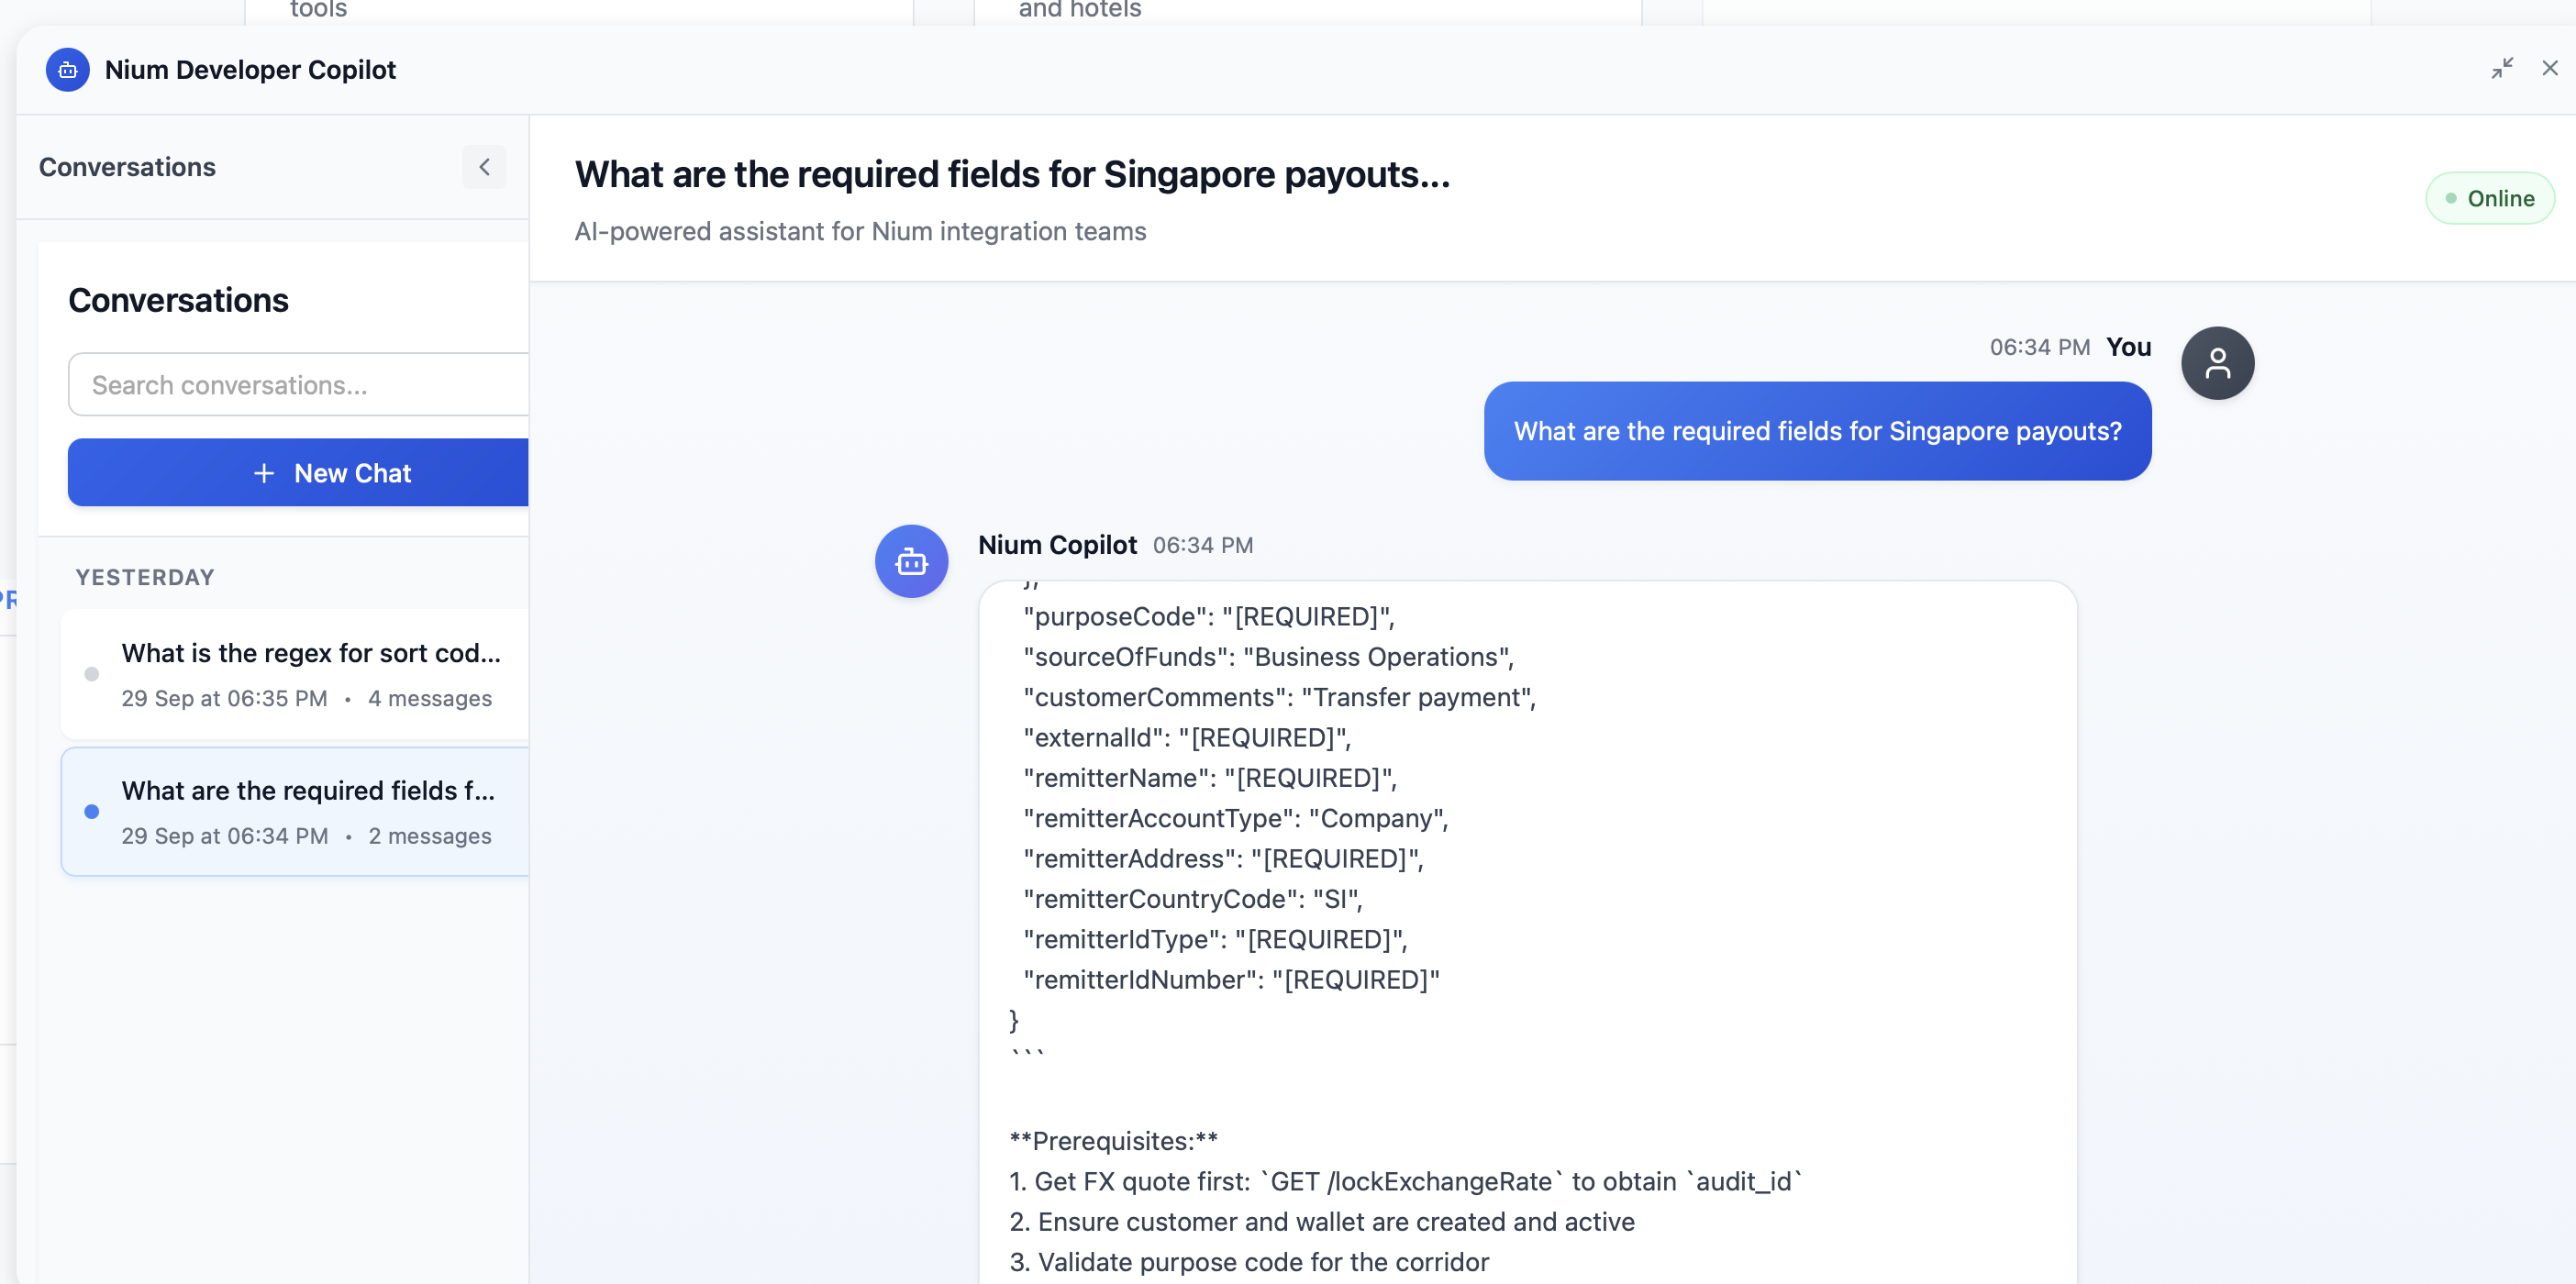 tools
and hotels
Nium Developer Copilot
Conversations
What are the required fields for Singapore payouts...
AI-powered assistant for Nium integration teams
Online
Conversations
Search conversations...
+ New Chat
YESTERDAY
What is the regex for sort cod...
29 Sep at 06:35 PM • 4 messages
What are the required fields f...
29 Sep at 06:34 PM • 2 messages
06:34 PM You
What are the required fields for Singapore payouts?
Nium Copilot 06:34 PM
},
"purposeCode": "[REQUIRED]",
"sourceOfFunds": "Business Operations",
"customerComments": "Transfer payment",
"externalId": "[REQUIRED]",
"remitterName": "[REQUIRED]",
"remitterAccountType": "Company",
"remitterAddress": "[REQUIRED]",
"remitterCountryCode": "SI",
"remitterIdType": "[REQUIRED]",
"remitterIdNumber": "[REQUIRED]"
}
```
**Prerequisites:**
1. Get FX quote first: `GET /lockExchangeRate` to obtain `audit_id`
2. Ensure customer and wallet are created and active
3. Validate purpose code for the corridor